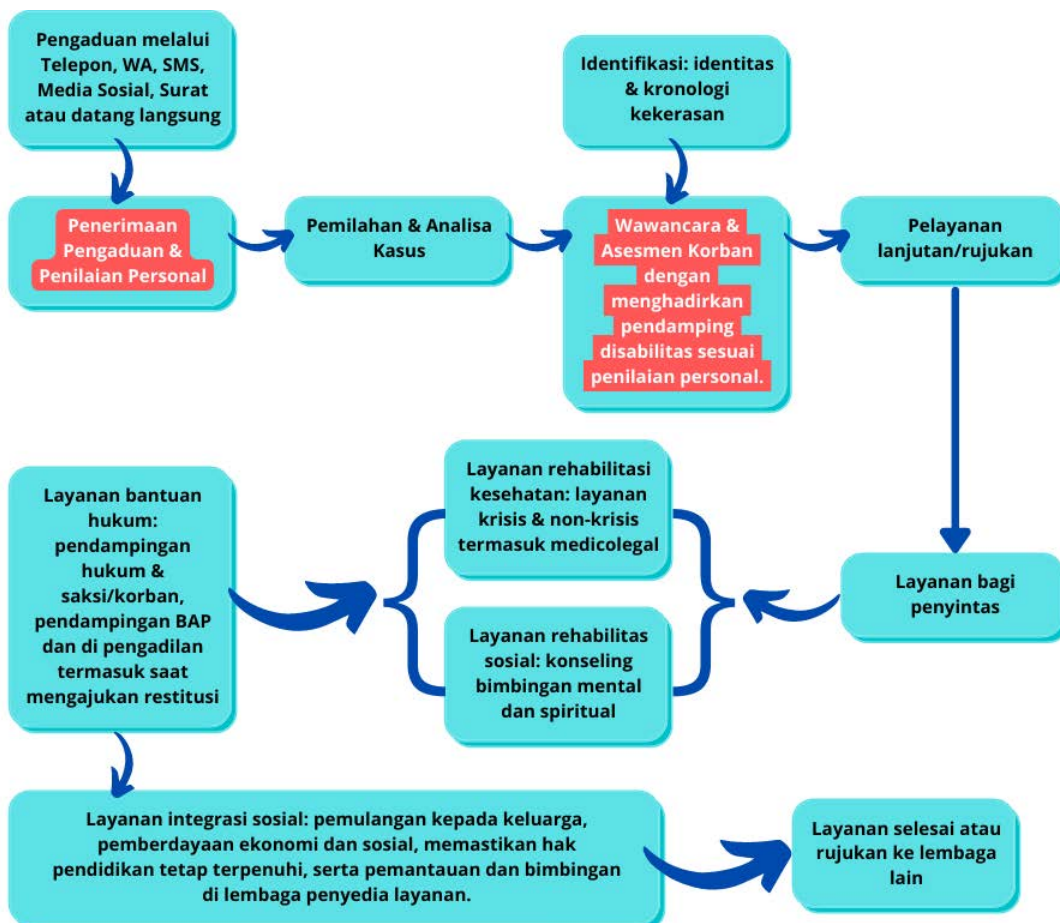 Pengaduan melalui
Telepon, WA, SMS,
Media Sosial, Surat
atau datang langsung
Identifikasi: identitas
& kronologi
kekerasan
Penerimaan
Pengaduan &
Penilaian Personal
Pemilahan & Analisa
Kasus
Wawancara &
Asesmen Korban
dengan
menghadirkan
pendamping
disabilitas sesuai
penilaian personal.
Pelayanan
lanjutan/rujukan
Layanan bantuan
hukum:
pendampingan
hukum &
saksi/korban,
pendampingan BAP
dan di pengadilan
termasuk saat
mengajukan restitusi
Layanan rehabilitasi
kesehatan: layanan
krisis & non-krisis
termasuk medicolegal
Layanan rehabilitas
sosial: konseling
bimbingan mental
dan spiritual
Layanan bagi
penyintas
Layanan integrasi sosial: pemulangan kepada keluarga,
pemberdayaan ekonomi dan sosial, memastikan hak
pendidikan tetap terpenuhi, serta pemantauan dan bimbingan
di lembaga penyedia layanan.
Layanan selesai atau
rujukan ke lembaga
lain